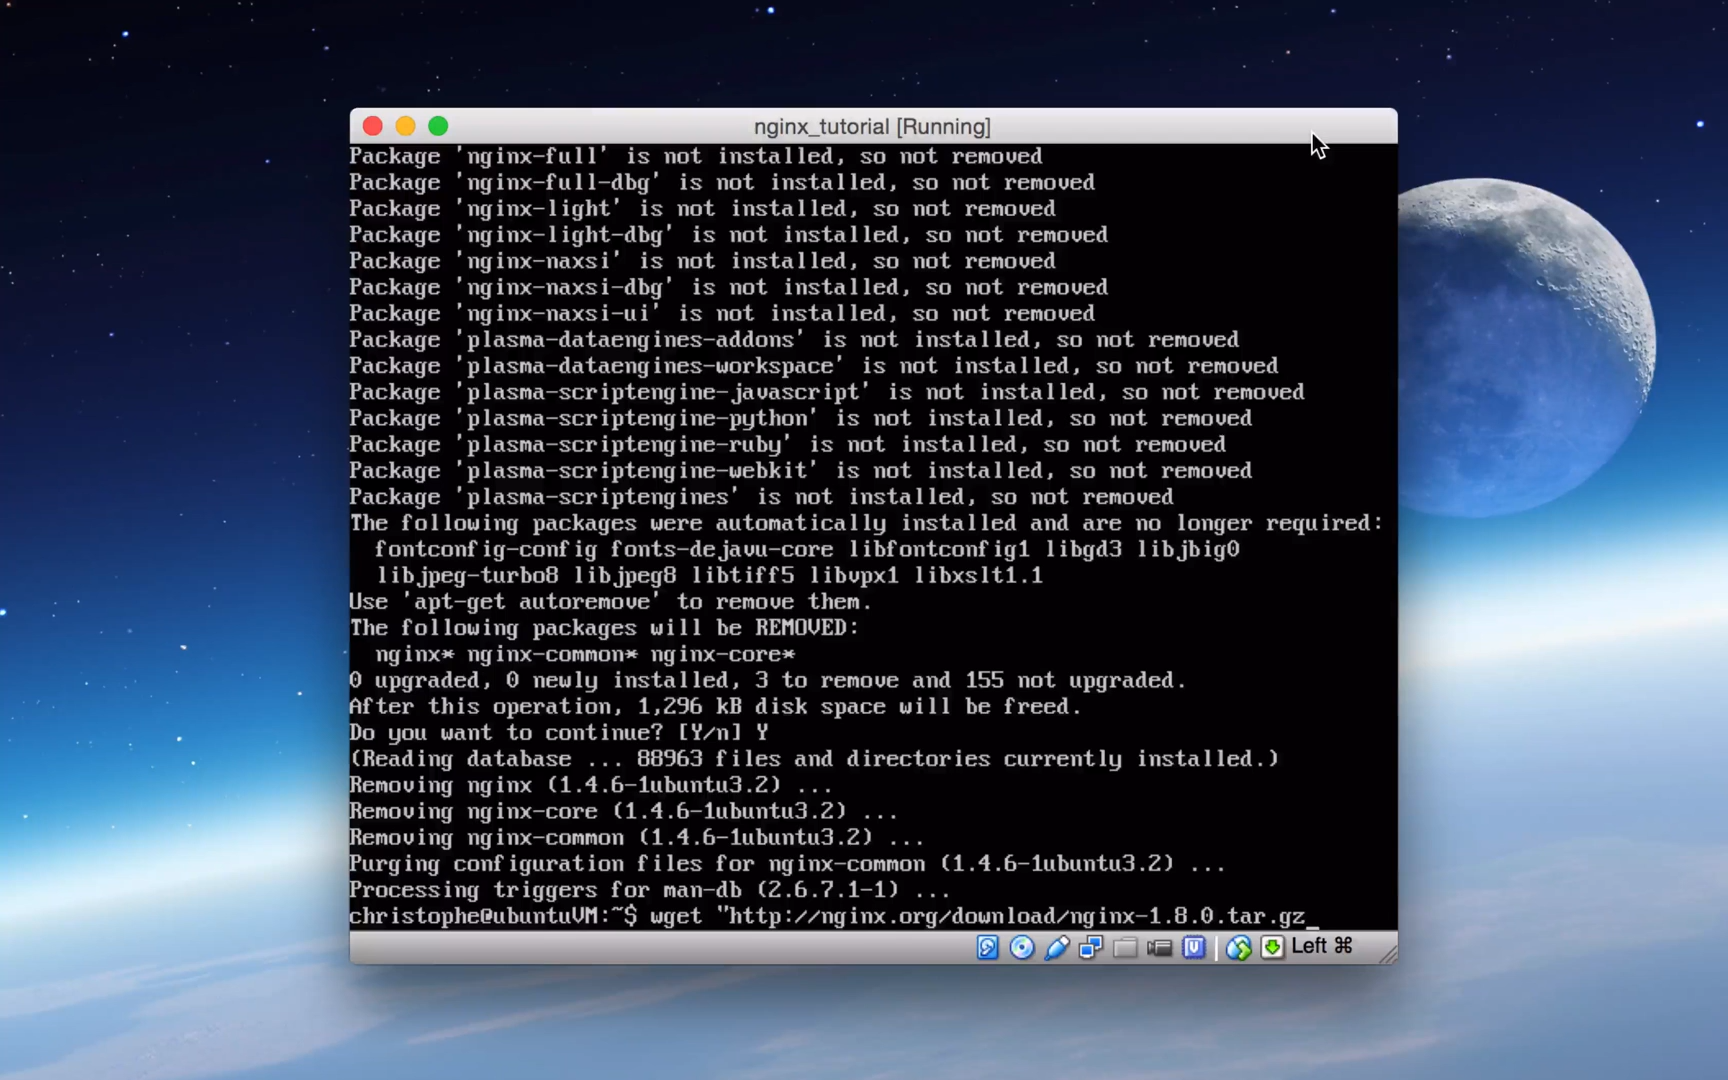 nginx_tutorial [Running]
Package 'nginx-full' is not installed, so not removed
Package 'nginx-full-dbg' is not installed, so not removed
Package 'nginx-light' is not installed, so not removed
Package 'nginx-light-dbg' is not installed, so not removed
Package 'nginx-naxsi' is not installed, so not removed
Package 'nginx-naxsi-dbg' is not installed, so not removed
Package 'nginx-naxsi-ui' is not installed, so not removed
Package 'plasma-dataengines-addons' is not installed, so not removed
Package 'plasma-dataengines-workspace' is not installed, so not removed
Package 'plasma-scriptengine-javascript' is not installed, so not removed
Package 'plasma-scriptengine-python' is not installed, so not removed
Package 'plasma-scriptengine-ruby' is not installed, so not removed
Package 'plasma-scriptengine-webkit' is not installed, so not removed
Package 'plasma-scriptengines' is not installed, so not removed
The following packages were automatically installed and are no longer required:
  fontconfig-config fonts-dejavu-core libfontconfig1 libgd3 libjbig0
  libjpeg-turbo8 libjpeg8 libtiff5 libvpx1 libxslt1.1
Use 'apt-get autoremove' to remove them.
The following packages will be REMOVED:
  nginx* nginx-common* nginx-core*
0 upgraded, 0 newly installed, 3 to remove and 155 not upgraded.
After this operation, 1,296 kB disk space will be freed.
Do you want to continue? [Y/n] Y
(Reading database ... 88963 files and directories currently installed.)
Removing nginx (1.4.6-1ubuntu3.2) ...
Removing nginx-core (1.4.6-1ubuntu3.2) ...
Removing nginx-common (1.4.6-1ubuntu3.2) ...
Purging configuration files for nginx-common (1.4.6-1ubuntu3.2) ...
Processing triggers for man-db (2.6.7.1-1) ...
christophe@ubuntuVM:~$ wget "http://nginx.org/download/nginx-1.8.0.tar.gz_
Left ⌘